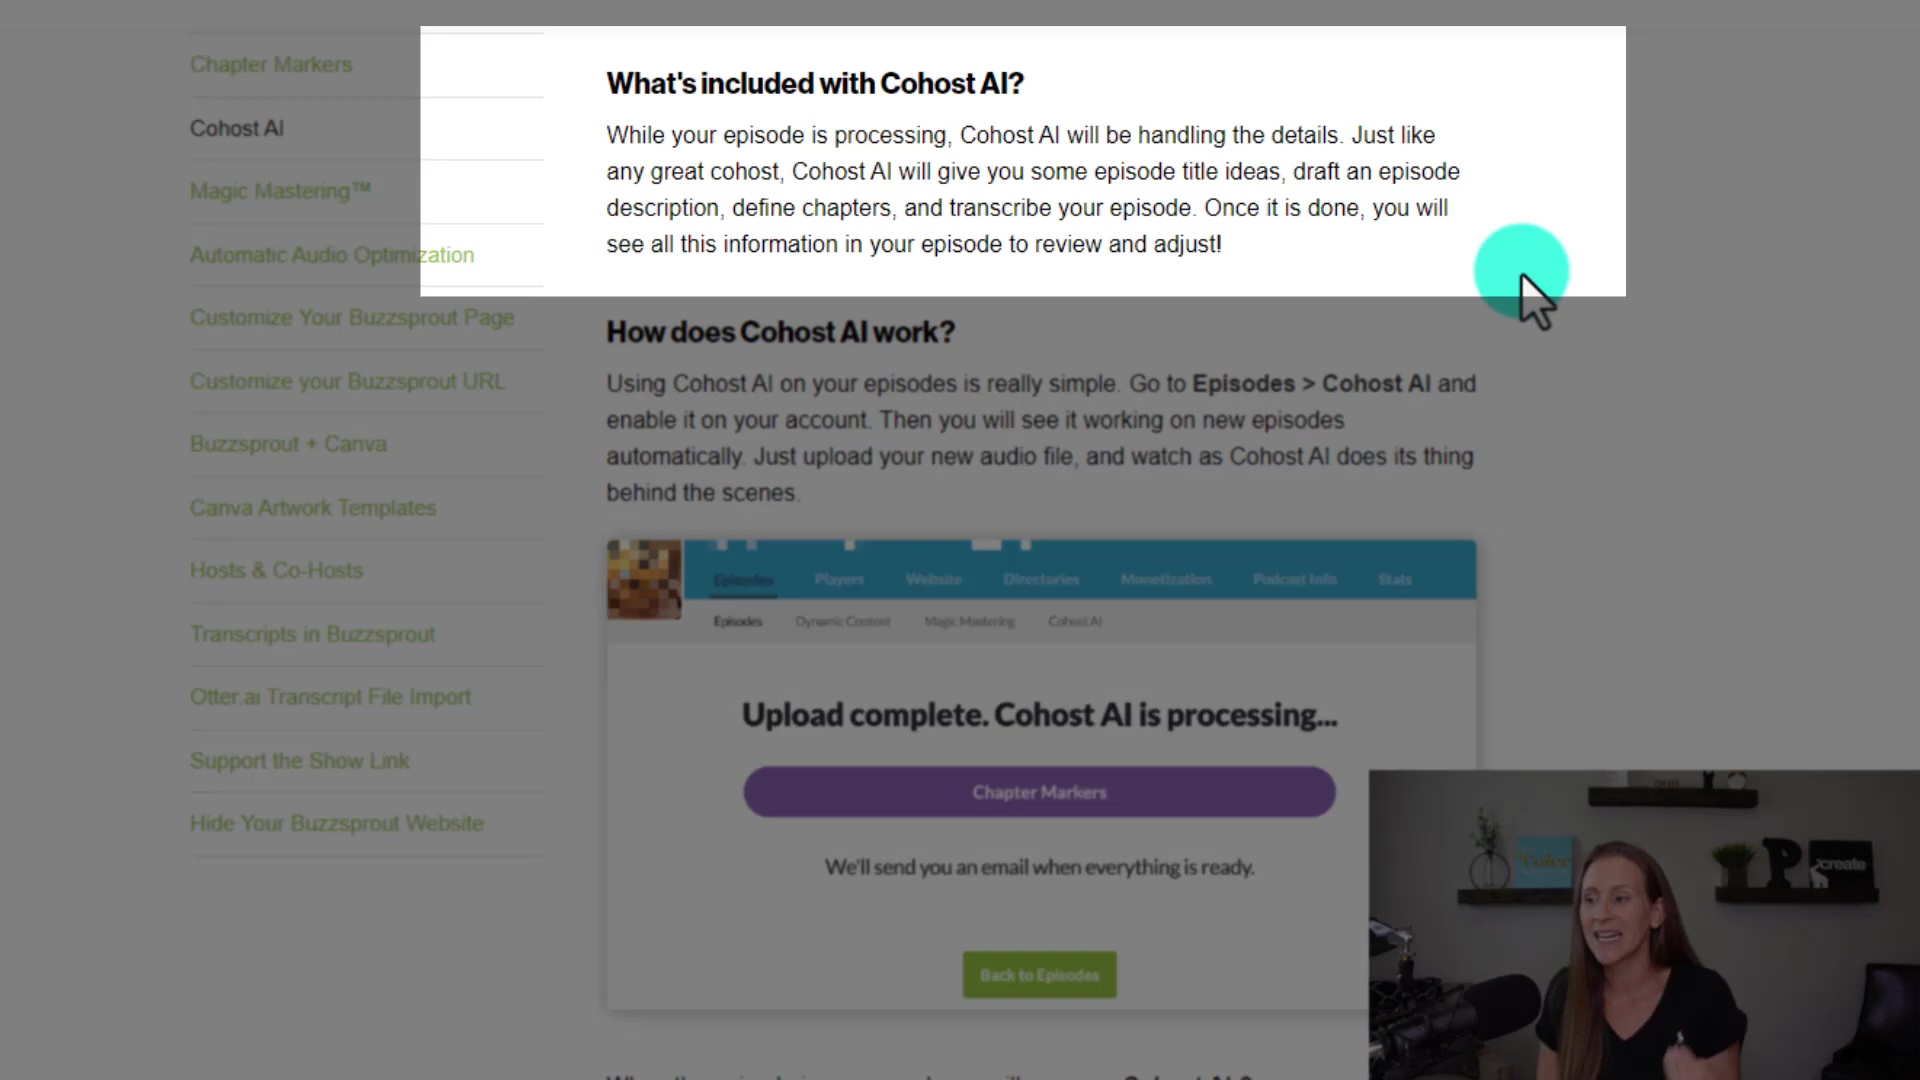 Chapter Markers
Cohost AI
Magic Mastering™
Automatic Audio Optimization
Customize Your Buzzsprout Page
Customize your Buzzsprout URL
Buzzsprout + Canva
Canva Artwork Templates
Hosts & Co-Hosts
Transcripts in Buzzsprout
Otter.ai Transcript File Import
Support the Show Link
Hide Your Buzzsprout Website
What's included with Cohost AI?
While your episode is processing, Cohost AI will be handling the details. Just like
any great cohost, Cohost AI will give you some episode title ideas, draft an episode
description, define chapters, and transcribe your episode. Once it is done, you will
see all this information in your episode to review and adjust!
How does Cohost AI work?
Using Cohost AI on your episodes is really simple. Go to Episodes > Cohost AI and
enable it on your account. Then you will see it working on new episodes
automatically. Just upload your new audio file, and watch as Cohost AI does its thing
behind the scenes.
Episodes Players Website Directories Monetization Podcast Info Stats
Episodes Dynamic Content Magic Mastering Cohost AI
Upload complete. Cohost AI is processing...
Chapter Markers
We'll send you an email when everything is ready.
Back to Episodes
P create